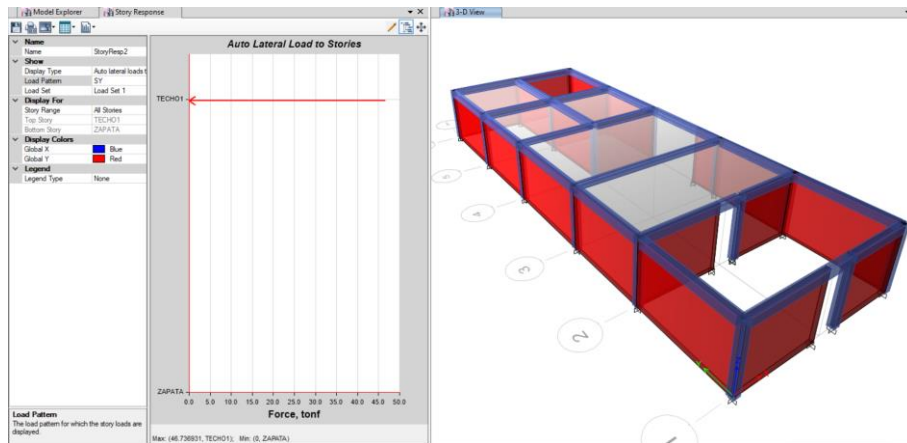 Model Explorer
Story Response
Name
Name StoryResp2
Show
Display Type Auto lateral loads t
Load Pattern SY
Load Set Load Set 1
Display For
Story Range All Stories
Top Story TECHO1
Bottom Story ZAPATA
Display Colors
Global X Blue
Global Y Red
Legend
Legend Type None
Load Pattern
The load pattern for which the story loads are
displayed.
Auto Lateral Load to Stories
TECHO1
ZAPATA
0.0 5.0 10.0 15.0 20.0 25.0 30.0 35.0 40.0 45.0 50.0
Force, tonf
Max: (46.736931, TECHO1); Min: (0, ZAPATA)
3-D View
5
4
3
2
1